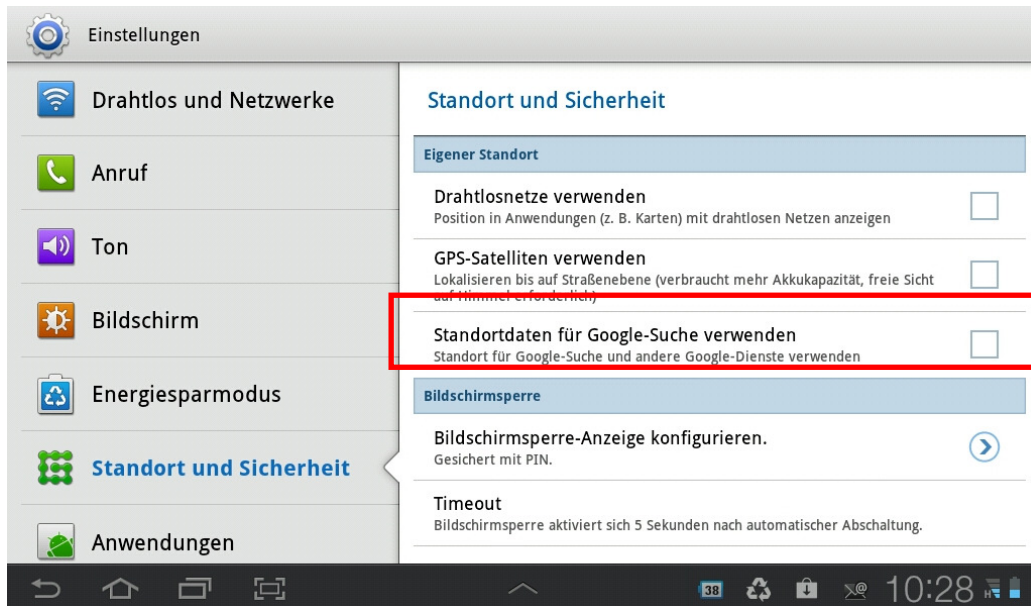 Einstellungen
Drahtlos und Netzwerke
Anruf
Ton
Bildschirm
Energiesparmodus
Standort und Sicherheit
Anwendungen
Standort und Sicherheit
Eigener Standort
Drahtlosnetze verwenden
Position in Anwendungen (z. B. Karten) mit drahtlosen Netzen anzeigen
GPS-Satelliten verwenden
Lokalisieren bis auf Straßenebene (verbraucht mehr Akkukapazität, freie Sicht
auf Himmel erforderlich)
Standortdaten für Google-Suche verwenden
Standort für Google-Suche und andere Google-Dienste verwenden
Bildschirmsperre
Bildschirmsperre-Anzeige konfigurieren.
Gesichert mit PIN.
Timeout
Bildschirmsperre aktiviert sich 5 Sekunden nach automatischer Abschaltung.
38
10:28
H